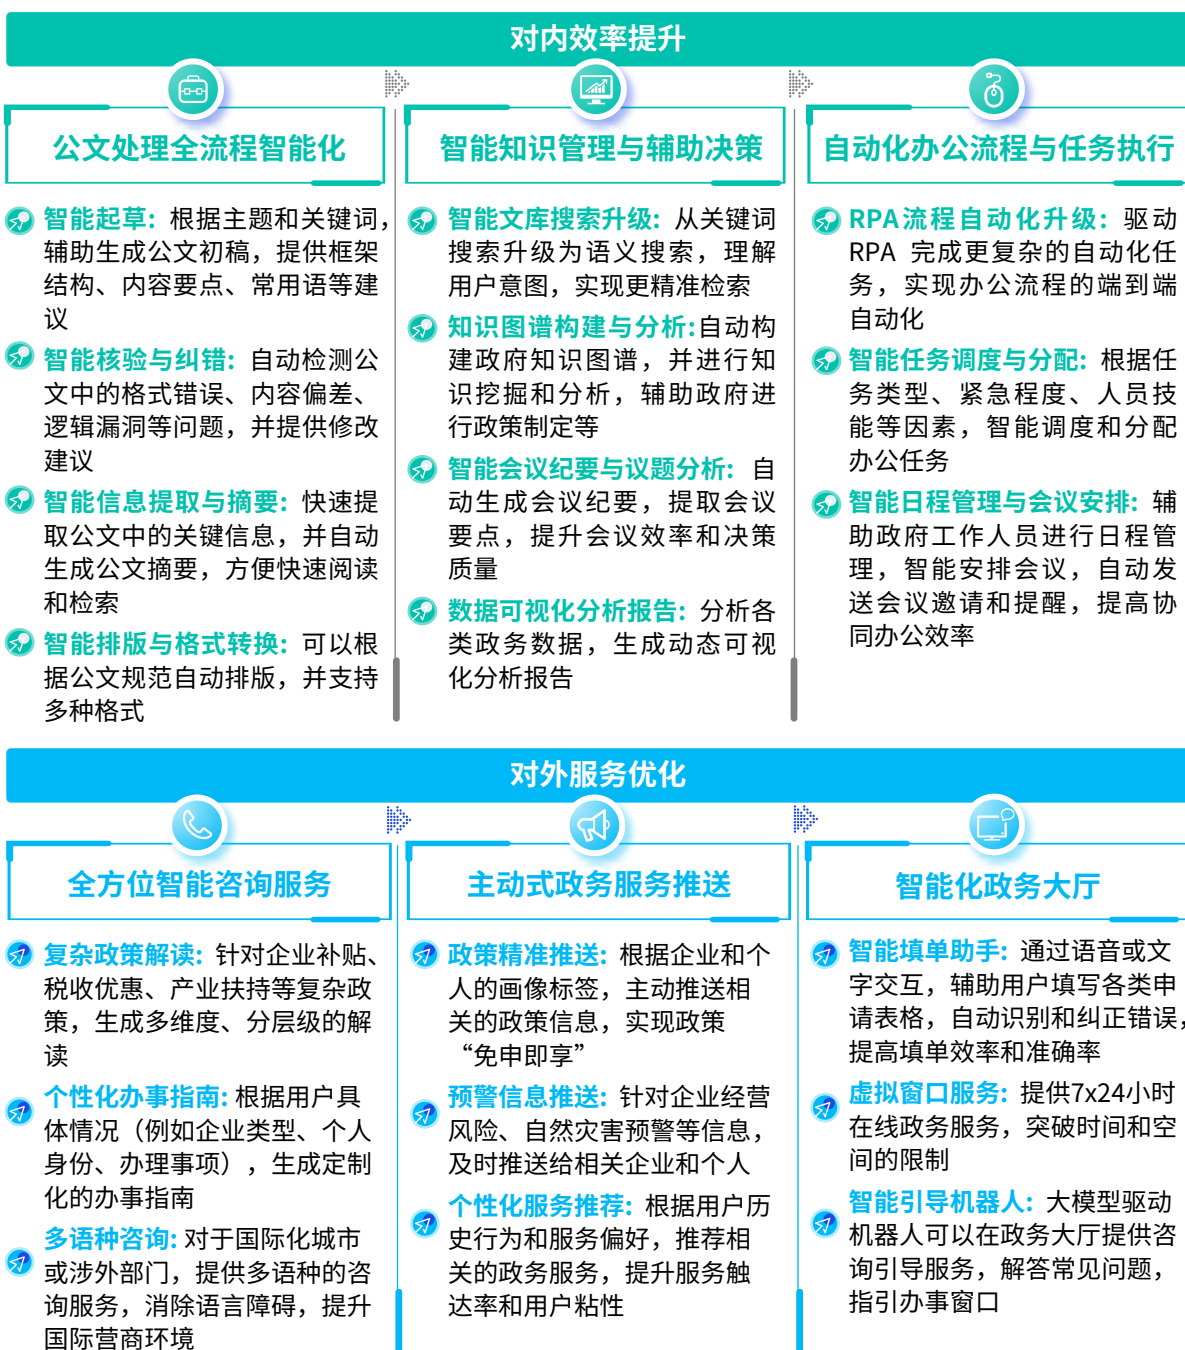 对内效率提升
公文处理全流程智能化
智能起草：根据主题和关键词，
辅助生成公文初稿，提供框架
结构、内容要点、常用语等建
议
智能核验与纠错：自动检测公
文中的格式错误、内容偏差、
逻辑漏洞等问题，并提供修改
建议
智能信息提取与摘要：快速提
取公文中的关键信息，并自动
生成公文摘要，方便快速阅读
和检索
智能排版与格式转换：可以根
据公文规范自动排版，并支持
多种格式
智能知识管理与辅助决策
智能文库搜索升级：从关键词
搜索升级为语义搜索，理解
用户意图，实现更精准检索
知识图谱构建与分析:自动构
建政府知识图谱，并进行知
识挖掘和分析，辅助政府进
行政策制定等
智能会议纪要与议题分析：自
动生成会议纪要，提取会议
要点，提升会议效率和决策
质量
数据可视化分析报告：分析各
类政务数据，生成动态可视
化分析报告
自动化办公流程与任务执行
RPA流程自动化升级：驱动
RPA 完成更复杂的自动化任
务，实现办公流程的端到端
自动化
智能任务调度与分配：根据任
务类型、紧急程度、人员技
能等因素，智能调度和分配
办公任务
智能日程管理与会议安排：辅
助政府工作人员进行日程管
理，智能安排会议，自动发
送会议邀请和提醒，提高协
同办公效率
对外服务优化
全方位智能咨询服务
复杂政策解读：针对企业补贴、
税收优惠、产业扶持等复杂政
策，生成多维度、分层级的解
读
个性化办事指南：根据用户具
体情况（例如企业类型、个人
身份、办理事项），生成定制
化的办事指南
多语种咨询：对于国际化城市
或涉外部门，提供多语种的咨
询服务，消除语言障碍，提升
国际营商环境
主动式政务服务推送
政策精准推送：根据企业和个
人的画像标签，主动推送相
关的政策信息，实现政策
“免申即享”
预警信息推送：针对企业经营
风险、自然灾害预警等信息，
及时推送给相关企业和个人
个性化服务推荐：根据用户历
史行为和服务偏好，推荐相
关的政务服务，提升服务触
达率和用户粘性
智能化政务大厅
智能填单助手：通过语音或文
字交互，辅助用户填写各类申
请表格，自动识别和纠正错误，
提高填单效率和准确率
虚拟窗口服务：提供7x24小时
在线政务服务，突破时间和空
间的限制
智能引导机器人：大模型驱动
机器人可以在政务大厅提供咨
询引导服务，解答常见问题，
指引办事窗口